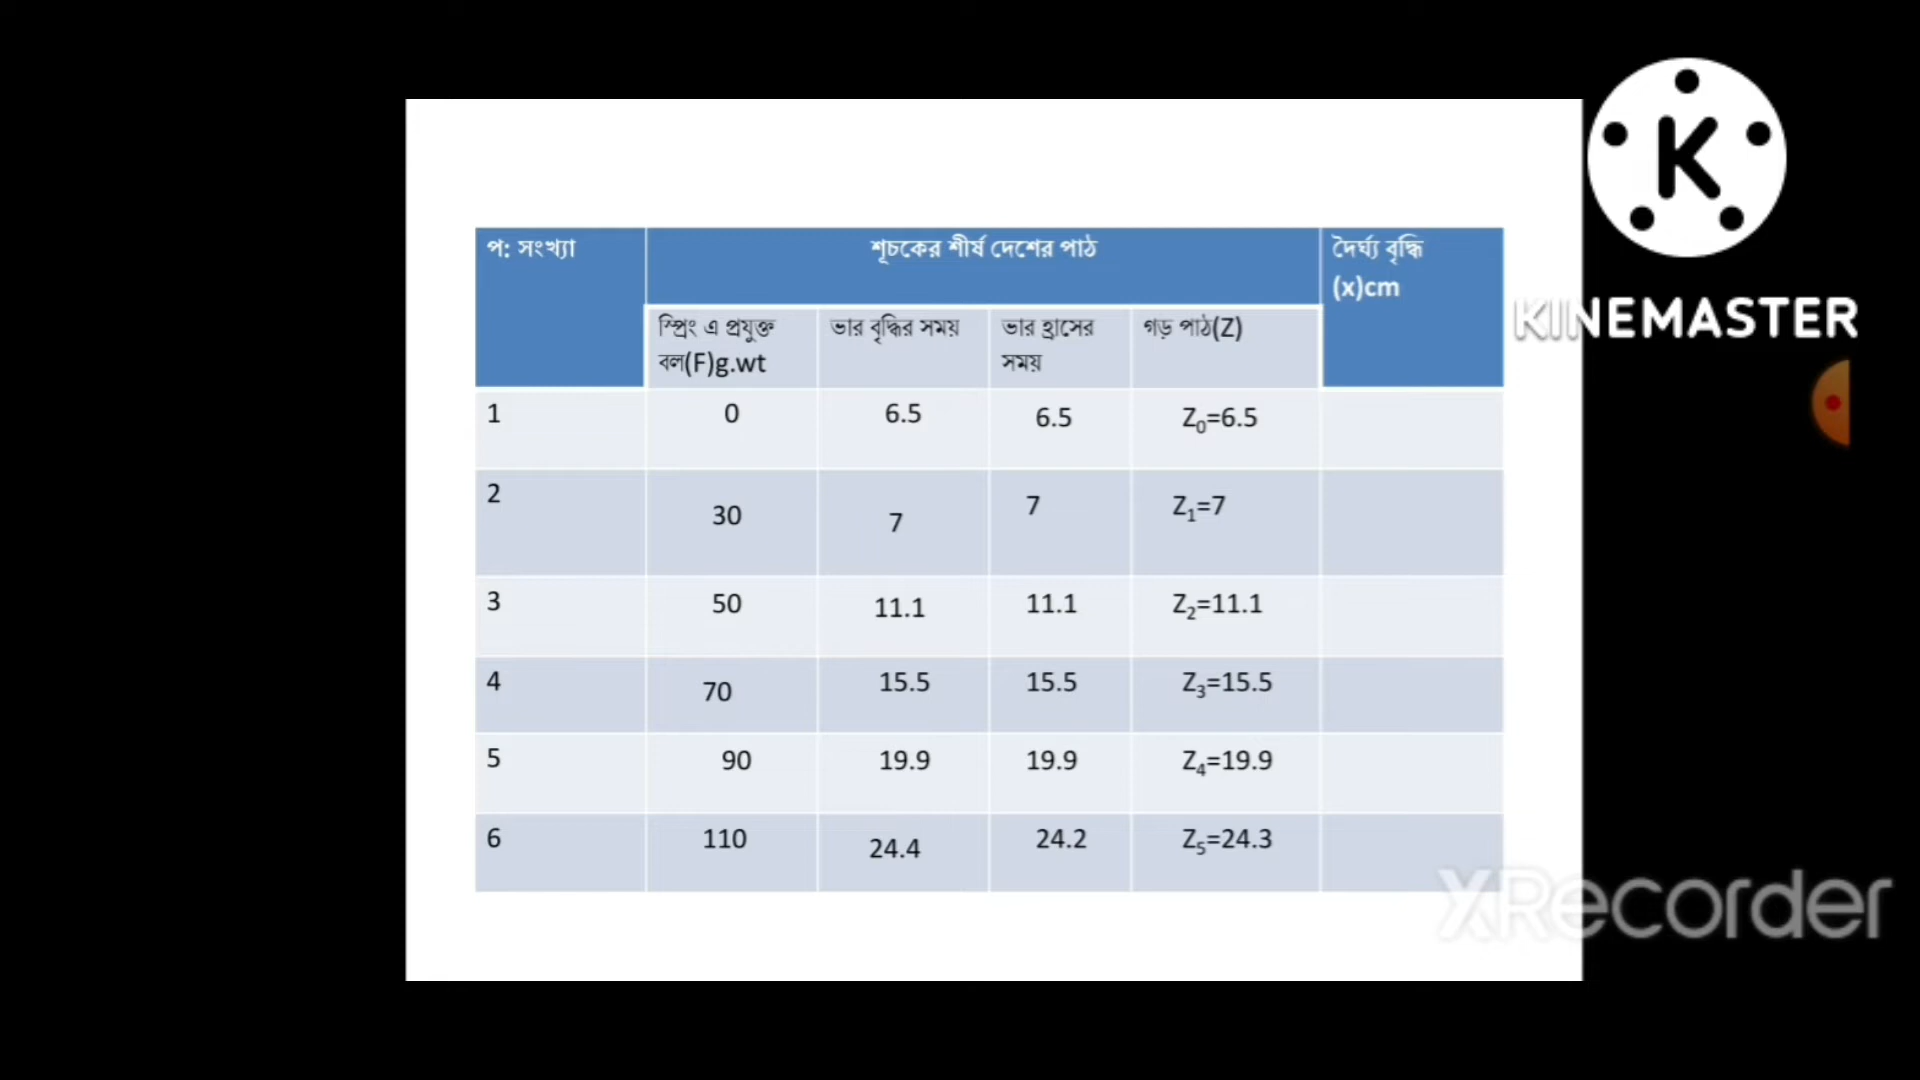 প: সংখ্যা শূচকের শীর্ষ দেশের পাঠ দৈর্ঘ্য বৃদ্ধি
(x)cm
স্প্রিং এ প্রযুক্ত ভার বৃদ্ধির সময় ভার হ্রাসের গড় পাঠ(Z)
বল(F)g.wt সময়
1 0 6.5 6.5 Z₀=6.5
2 30 7 7 Z₁=7
3 50 11.1 11.1 Z₂=11.1
4 70 15.5 15.5 Z₃=15.5
5 90 19.9 19.9 Z₄=19.9
6 110 24.4 24.2 Z₅=24.3
K
KINEMASTER
XRecorder